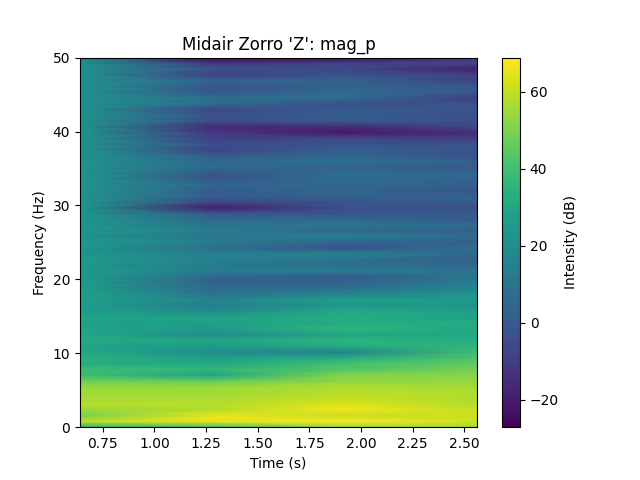 Midair Zorro 'Z': mag_p
50
40
30
20
10
0
0.75 1.00 1.25 1.50 1.75 2.00 2.25 2.50
Time (s)
Frequency (Hz)
60
40
20
0
−20
Intensity (dB)